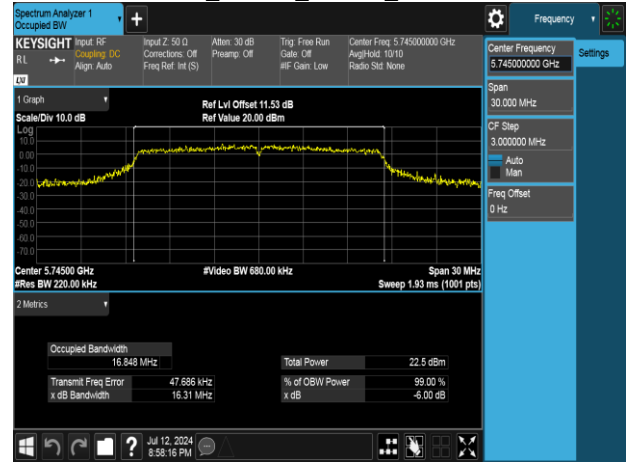 Spectrum Analyzer 1
Occupied BW
Frequency
KEYSIGHT
Input: RF
Coupling: DC
Align: Auto
Input Z: 50 Ω
Corrections: Off
Freq Ref: Int (S)
Atten: 30 dB
Preamp: Off
Trig: Free Run
Gate: Off
#IF Gain: Low
Center Freq: 5.745000000 GHz
Avg|Hold: 10/10
Radio Std: None
RL
LXI
Center Frequency
5.745000000 GHz
Settings
Span
30.000 MHz
CF Step
3.000000 MHz
Auto
Man
Freq Offset
0 Hz
1 Graph
Scale/Div 10.0 dB
Ref Lvl Offset 11.53 dB
Ref Value 20.00 dBm
Log
10.0
0.00
-10.0
-20.0
-30.0
-40.0
-50.0
-60.0
-70.0
Center 5.74500 GHz
#Video BW 680.00 kHz
Span 30 MHz
#Res BW 220.00 kHz
Sweep 1.93 ms (1001 pts)
2 Metrics
Occupied Bandwidth
16.848 MHz
Total Power 22.5 dBm
Transmit Freq Error 47.686 kHz
% of OBW Power 99.00 %
x dB Bandwidth 16.31 MHz
x dB -6.00 dB
?
Jul 12, 2024
8:58:16 PM